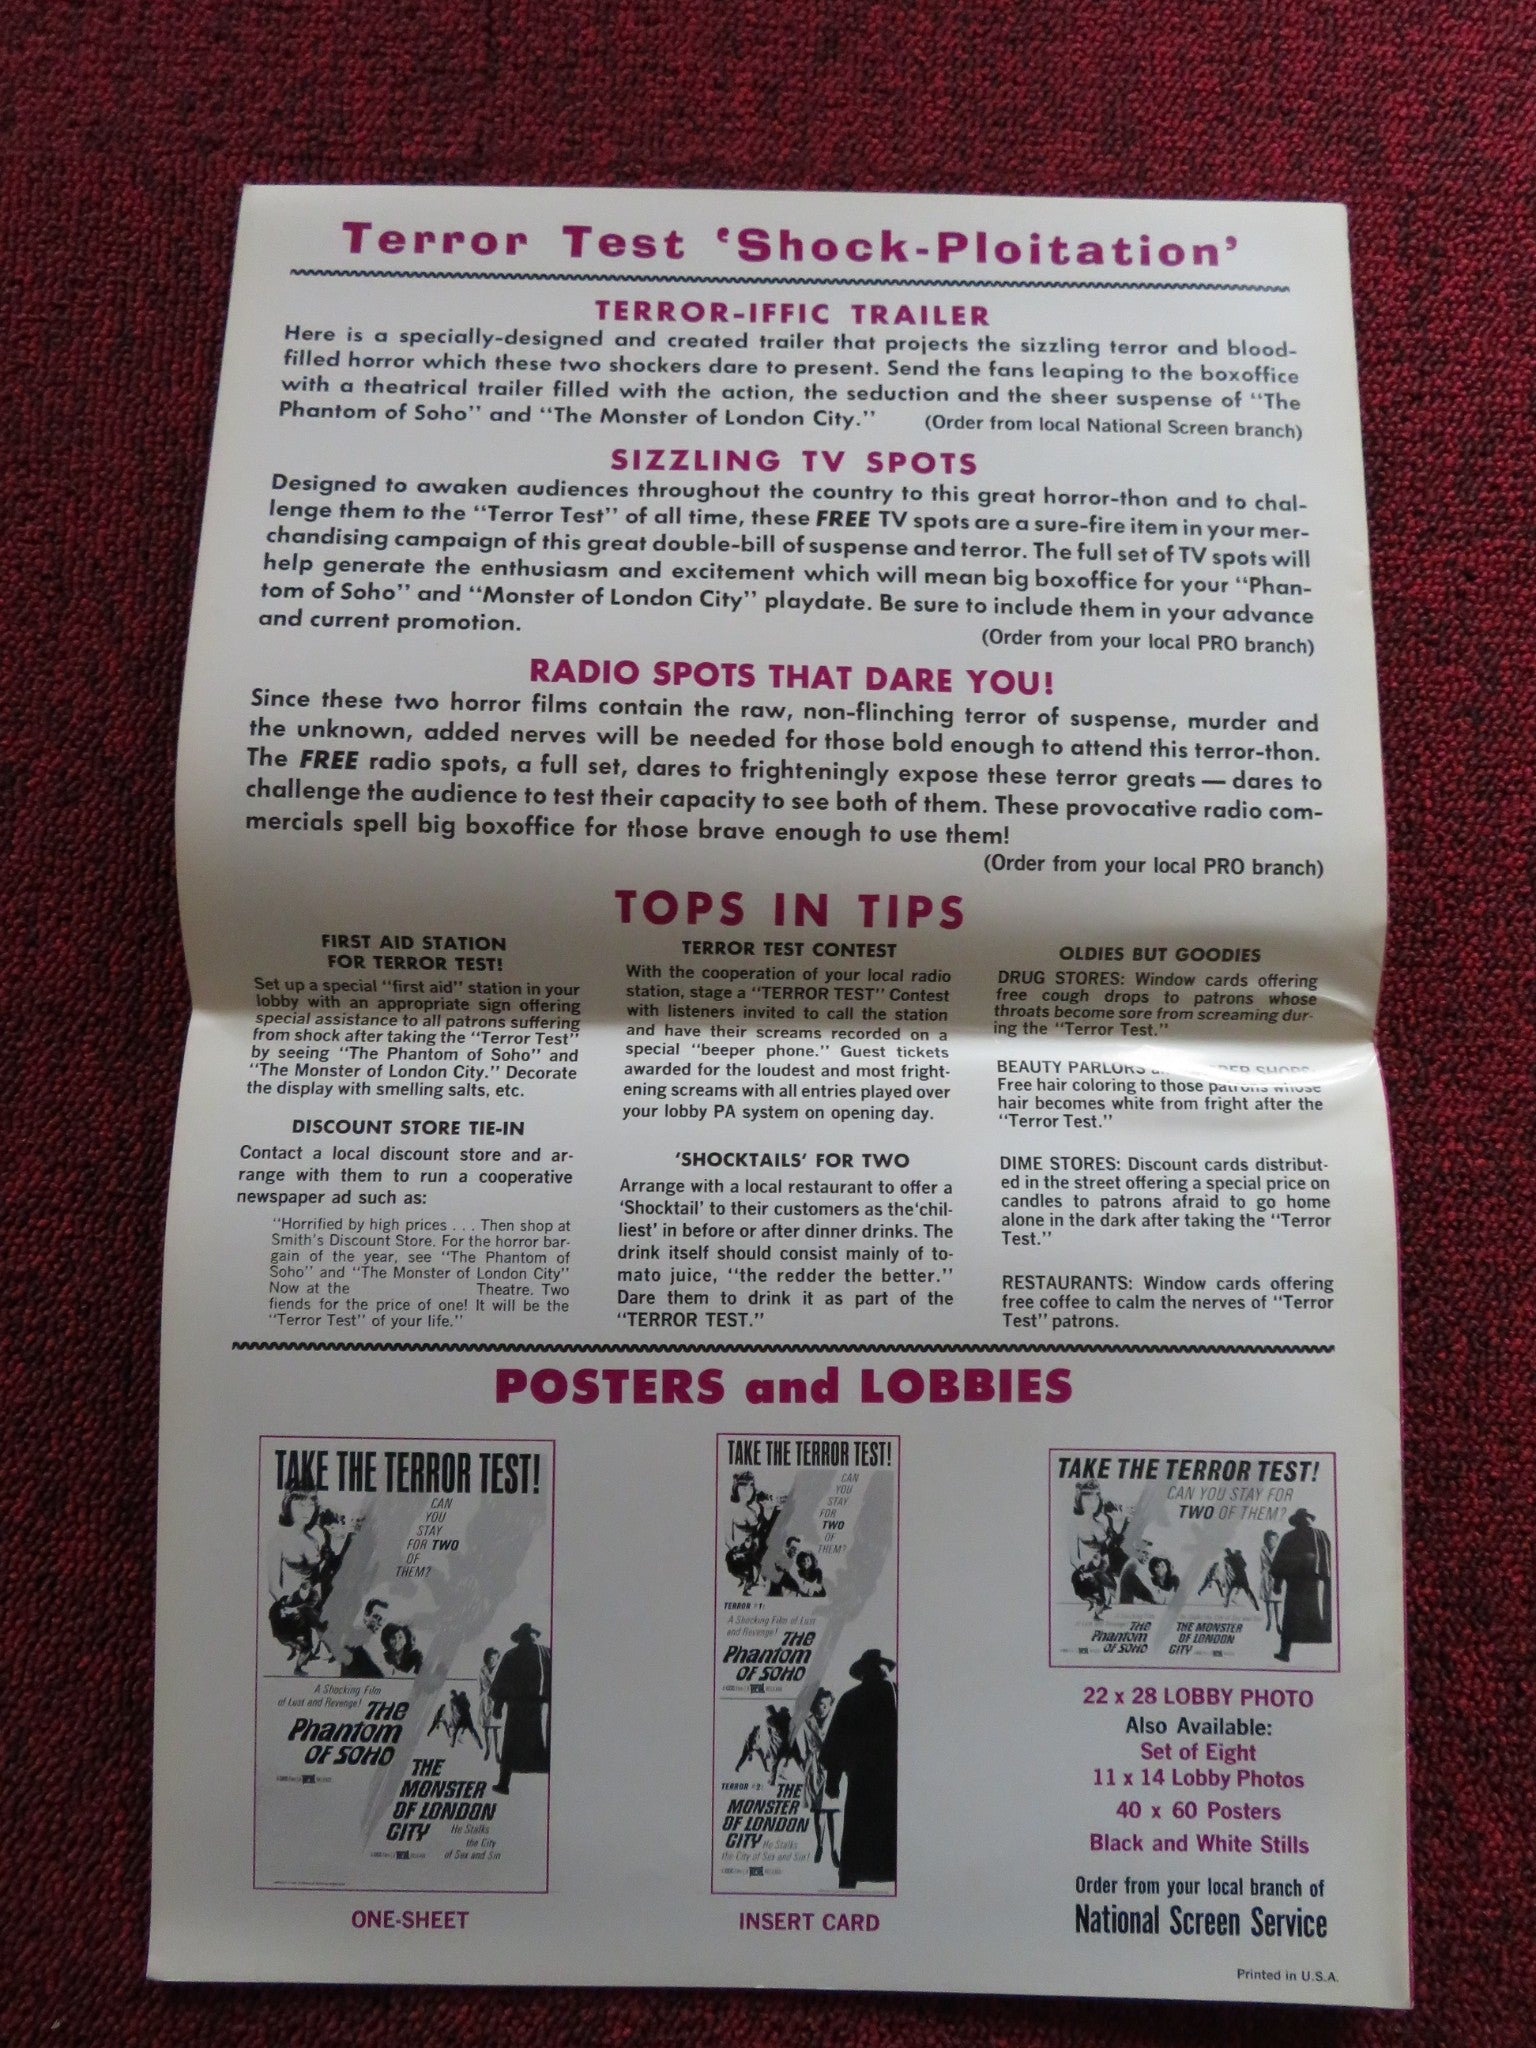 Terror Test ‘Shock-Ploitation’
TERROR-IFFIC TRAILER
Here is a specially-designed and created trailer that projects the sizzling terror and blood-
filled horror which these two shockers dare to present. Send the fans leaping to the boxoffice
with a theatrical trailer filled with the action, the seduction and the sheer suspense of “The
Phantom of Soho” and “The Monster of London City.” (Order from local National Screen branch)
SIZZLING TV SPOTS
Designed to awaken audiences throughout the country to this great horror-thon and to chal-
lenge them to the “Terror Test” of all time, these FREE TV spots are a sure-fire item in your mer-
chandising campaign of this great double-bill of suspense and terror. The full set of TV spots will
help generate the enthusiasm and excitement which will mean big boxoffice for your “Phan-
tom of Soho” and “Monster of London City” playdate. Be sure to include them in your advance
and current promotion.
(Order from your local PRO branch)
RADIO SPOTS THAT DARE YOU!
Since these two horror films contain the raw, non-flinching terror of suspense, murder and
the unknown, added nerves will be needed for those bold enough to attend this terror-thon.
The FREE radio spots, a full set, dares to frighteningly expose these terror greats — dares to
challenge the audience to test their capacity to see both of them. These provocative radio com-
mercials spell big boxoffice for those brave enough to use them!
(Order from your local PRO branch)
TOPS IN TIPS
FIRST AID STATION
FOR TERROR TEST!
Set up a special “first aid” station in your
lobby with an appropriate sign offering
special assistance to all patrons suffering
from shock after taking the “Terror Test”
by seeing “The Phantom of Soho” and
“The Monster of London City.” Decorate
the display with smelling salts, etc.
DISCOUNT STORE TIE-IN
Contact a local discount store and ar-
range with them to run a cooperative
newspaper ad such as:
“Horrified by high prices . . . Then shop at
Smith’s Discount Store. For the horror bar-
gain of the year, see “The Phantom of
Soho” and “The Monster of London City”
Now at the Theatre. Two
fiends for the price of one! It will be the
“Terror Test” of your life.”
TERROR TEST CONTEST
With the cooperation of your local radio
station, stage a “TERROR TEST” Contest
with listeners invited to call the station
and have their screams recorded on a
special “beeper phone.” Guest tickets
awarded for the loudest and most fright-
ening screams with all entries played over
your lobby PA system on opening day.
‘SHOCKTAILS’ FOR TWO
Arrange with a local restaurant to offer a
‘Shocktail’ to their customers as the ‘chil-
liest’ in before or after dinner drinks. The
drink itself should consist mainly of to-
mato juice, “the redder the better.”
Dare them to drink it as part of the
“TERROR TEST.”
OLDIES BUT GOODIES
DRUG STORES: Window cards offering
free cough drops to patrons whose
throats become sore from screaming dur-
ing the “Terror Test.”
BEAUTY PARLORS
Free hair coloring to those patrons whose
hair becomes white from fright after the
“Terror Test.”
DIME STORES: Discount cards distribut-
ed in the street offering a special price on
candles to patrons afraid to go home
alone in the dark after taking the “Terror
Test.”
RESTAURANTS: Window cards offering
free coffee to calm the nerves of “Terror
Test” patrons.
POSTERS and LOBBIES
TAKE THE TERROR TEST!
CAN
YOU
STAY
FOR TWO
OF
THEM?
A Shocking Film
of Lust and Revenge!
THE
Phantom
OF SOHO
THE
MONSTER
OF LONDON
CITY
He Stalks
the City
of Sex and Sin
ONE-SHEET
TAKE THE TERROR TEST!
CAN
YOU
STAY
FOR
TWO
OF
THEM?
TERROR #1:
A Shocking Film of Lust
and Revenge!
THE
Phantom
OF SOHO
TERROR #2:
THE
MONSTER
OF LONDON
CITY
He Stalks
the City of Sex and Sin!
INSERT CARD
TAKE THE TERROR TEST!
CAN YOU STAY FOR
TWO OF THEM?
THE
Phantom
OF SOHO
THE MONSTER
OF LONDON
CITY
22 x 28 LOBBY PHOTO
Also Available:
Set of Eight
11 x 14 Lobby Photos
40 x 60 Posters
Black and White Stills
Order from your local branch of
National Screen Service
Printed in U.S.A.